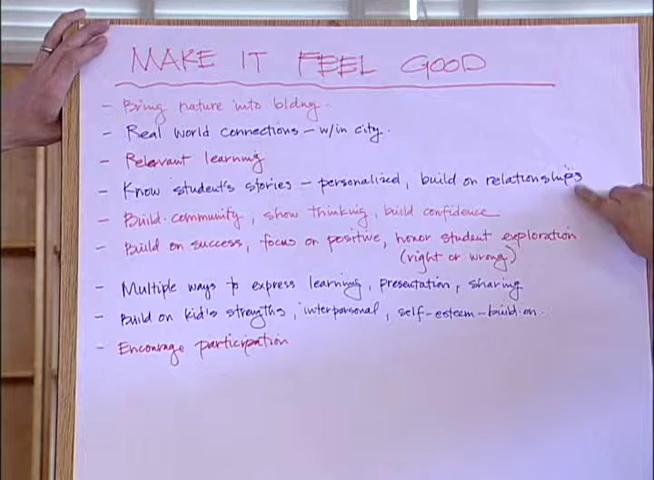 MAKE IT FEEL GOOD
- Bring nature into bldng.
- Real world connections - w/in city.
- Relevant learning
- Know student's stories - personalized, build on relationships
- Build community, show thinking, build confidence
- Build on success, focus on positive, honor student exploration
(right or wrong)
- Multiple ways to express learning, presentation, sharing
- Build on kid's strengths, interpersonal, self-esteem - build on.
- Encourage participation